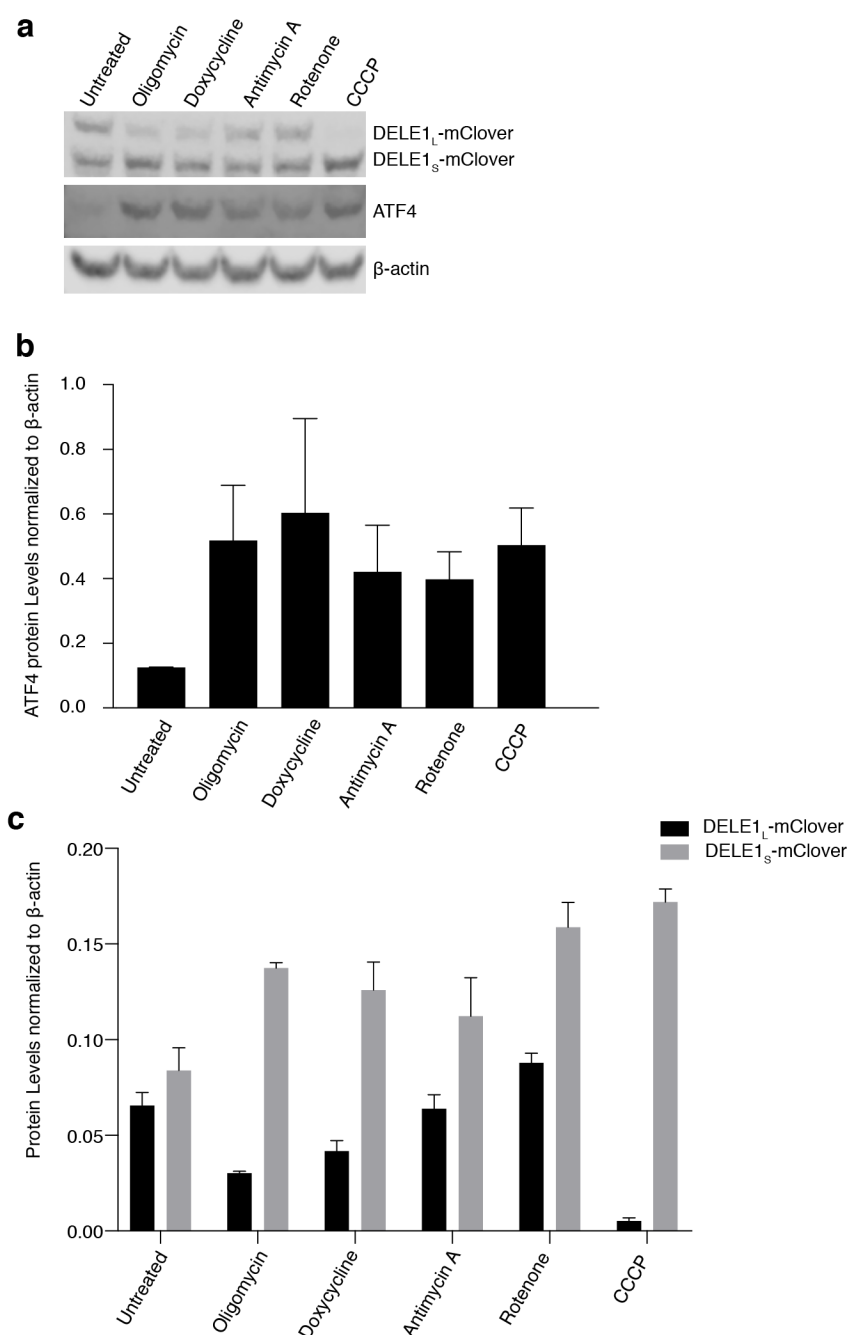 a
Untreated
Oligomycin
Doxycycline
Antimycin A
Rotenone
CCCP
DELE1L-mClover
DELE1S-mClover
ATF4
β-actin
b
ATF4 protein Levels normalized to β-actin
1.0
0.8
0.6
0.4
0.2
0.0
Untreated
Oligomycin
Doxycycline
Antimycin A
Rotenone
CCCP
c
DELE1L-mClover
DELE1S-mClover
Protein Levels normalized to β-actin
0.20
0.15
0.10
0.05
0.00
Untreated
Oligomycin
Doxycycline
Antimycin A
Rotenone
CCCP